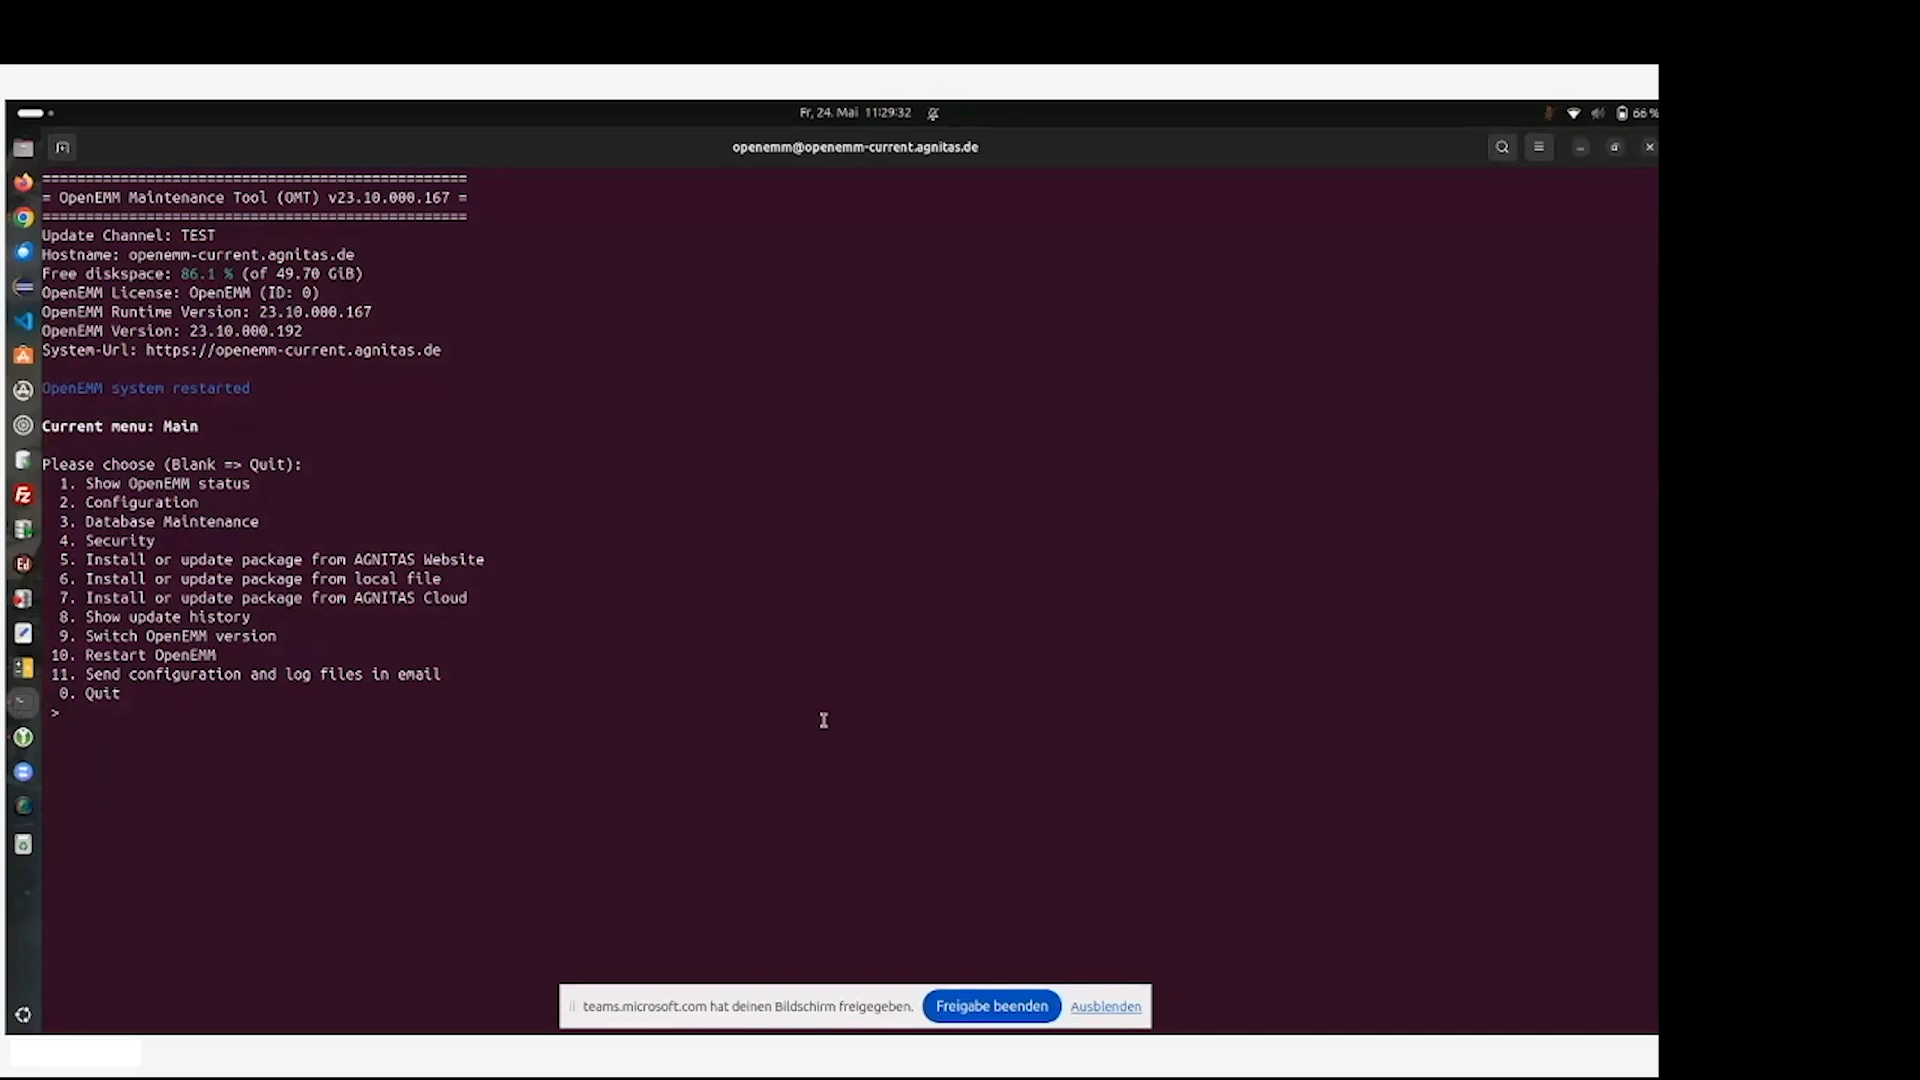 Fr, 24. Mai 11:29:32
66 %
openemm@openemm-current.agnitas.de
=================================================
= OpenEMM Maintenance Tool (OMT) v23.10.000.167 =
=================================================
Update Channel: TEST
Hostname: openemm-current.agnitas.de
Free diskspace: 86.1 % (of 49.70 GiB)
OpenEMM License: OpenEMM (ID: 0)
OpenEMM Runtime Version: 23.10.000.167
OpenEMM Version: 23.10.000.192
System-Url: https://openemm-current.agnitas.de
OpenEMM system restarted
Current menu: Main
Please choose (Blank => Quit):
1. Show OpenEMM status
2. Configuration
3. Database Maintenance
4. Security
5. Install or update package from AGNITAS Website
6. Install or update package from local file
7. Install or update package from AGNITAS Cloud
8. Show update history
9. Switch OpenEMM version
10. Restart OpenEMM
11. Send configuration and log files in email
0. Quit
>
teams.microsoft.com hat deinen Bildschirm freigegeben. Freigabe beenden Ausblenden